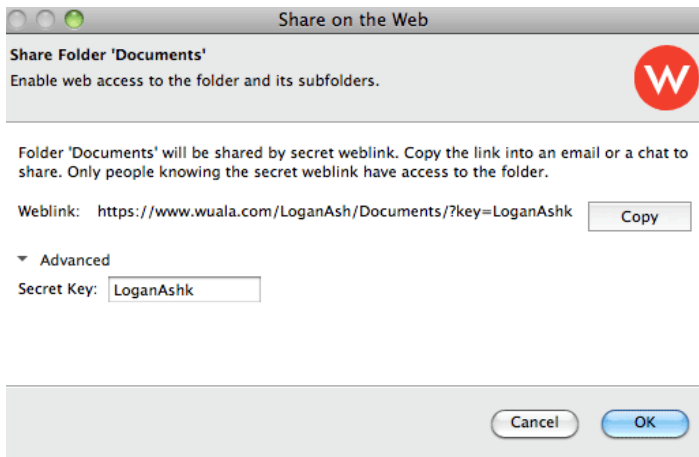 Share on the Web
Share Folder 'Documents'
Enable web access to the folder and its subfolders.
W
Folder 'Documents' will be shared by secret weblink. Copy the link into an email or a chat to
share. Only people knowing the secret weblink have access to the folder.
Weblink: https://www.wuala.com/LoganAsh/Documents/?key=LoganAshk Copy
Advanced
Secret Key: LoganAshk
Cancel OK